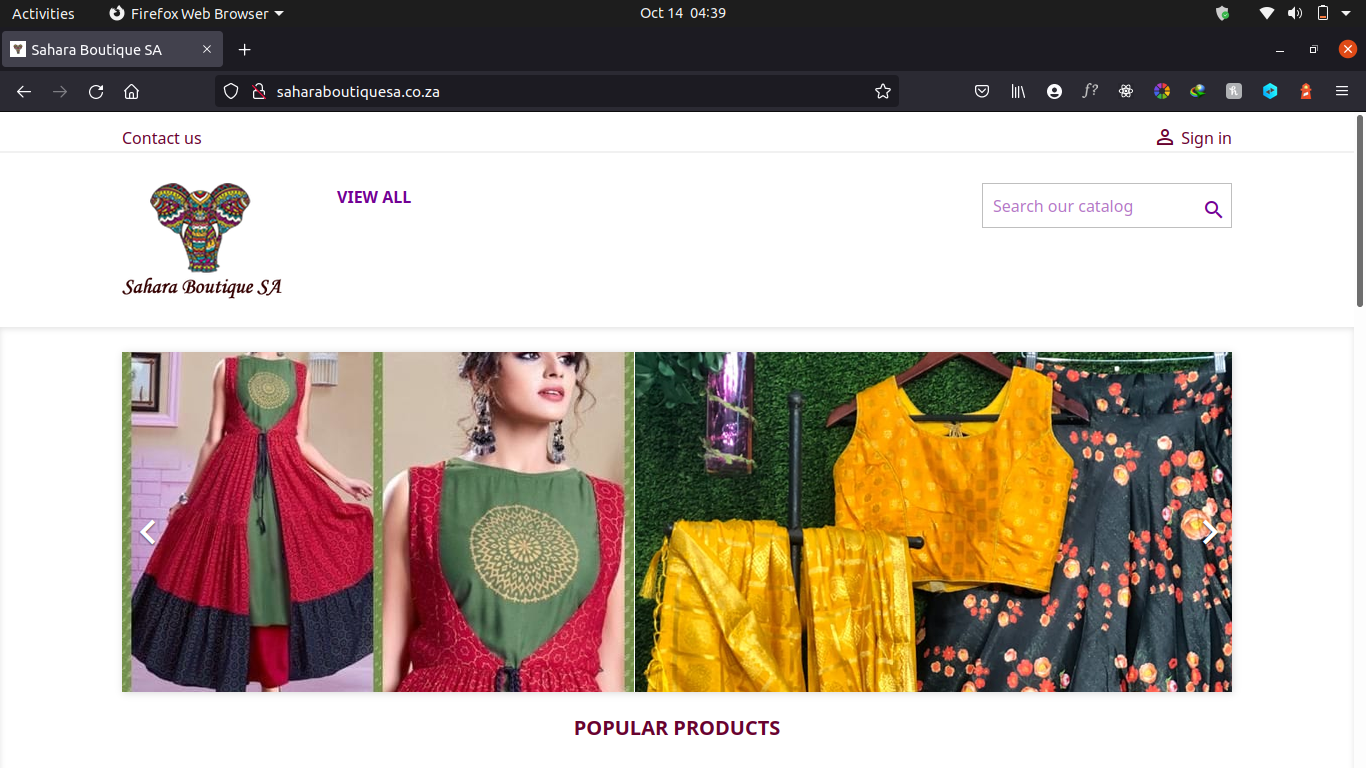 Activities
Firefox Web Browser
Oct 14 04:39
Sahara Boutique SA
saharaboutiquesa.co.za
f?
Contact us
Sign in
Sahara Boutique SA
VIEW ALL
Search our catalog
POPULAR PRODUCTS